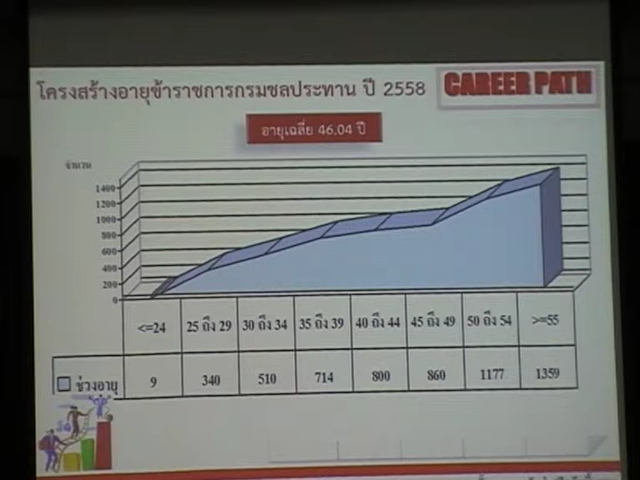 โครงสร้างอายุข้าราชการกรมชลประทาน ปี 2558
CAREER PATH
อายุเฉลี่ย 46.04 ปี
จำนวน
1400
1200
1000
800
600
400
200
0
<=24 25 ถึง 29 30 ถึง 34 35 ถึง 39 40 ถึง 44 45 ถึง 49 50 ถึง 54 >=55
ช่วงอายุ 9 340 510 714 800 860 1177 1359